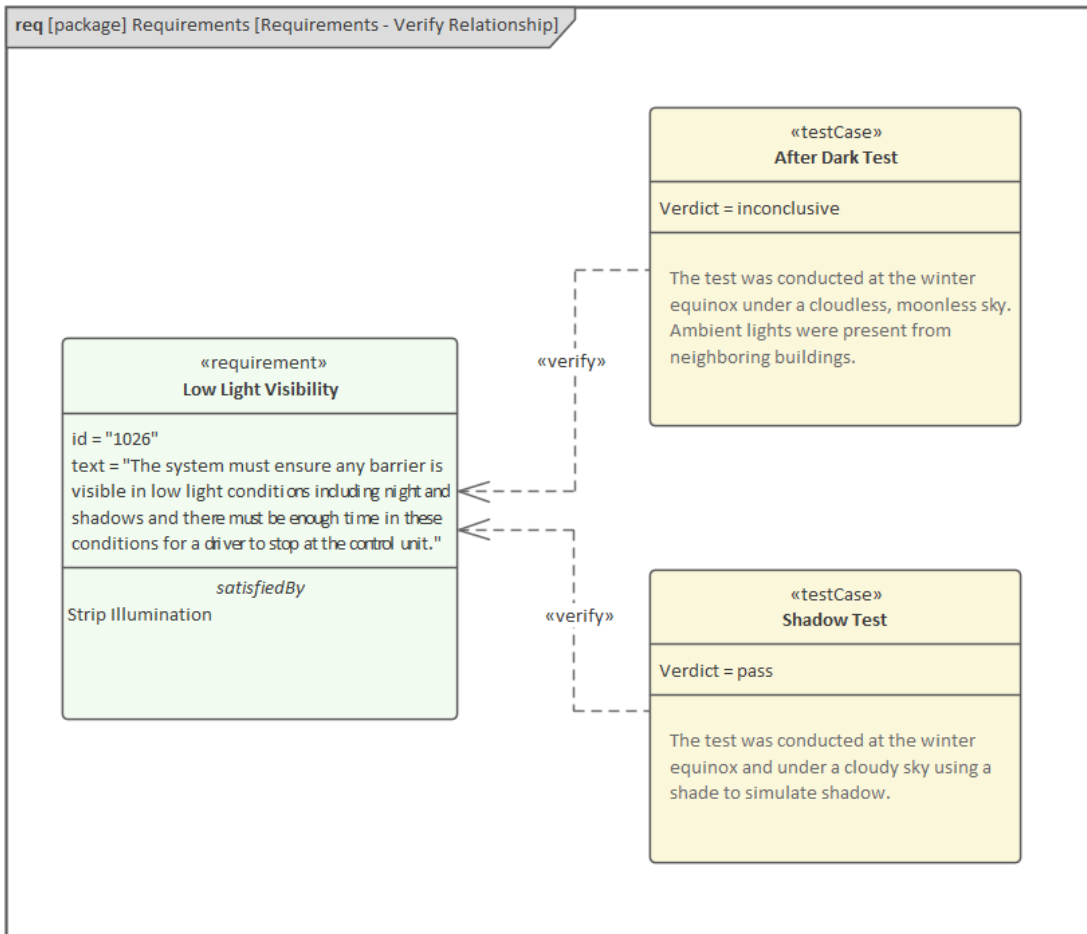 req [package] Requirements [Requirements - Verify Relationship]
«testCase»
After Dark Test
Verdict = inconclusive
The test was conducted at the winter
equinox under a cloudless, moonless sky.
Ambient lights were present from
neighboring buildings.
«verify»
«requirement»
Low Light Visibility
id = "1026"
text = "The system must ensure any barrier is
visible in low light conditions including night and
shadows and there must be enough time in these
conditions for a driver to stop at the control unit."
satisfiedBy
Strip Illumination
«verify»
«testCase»
Shadow Test
Verdict = pass
The test was conducted at the winter
equinox and under a cloudy sky using a
shade to simulate shadow.